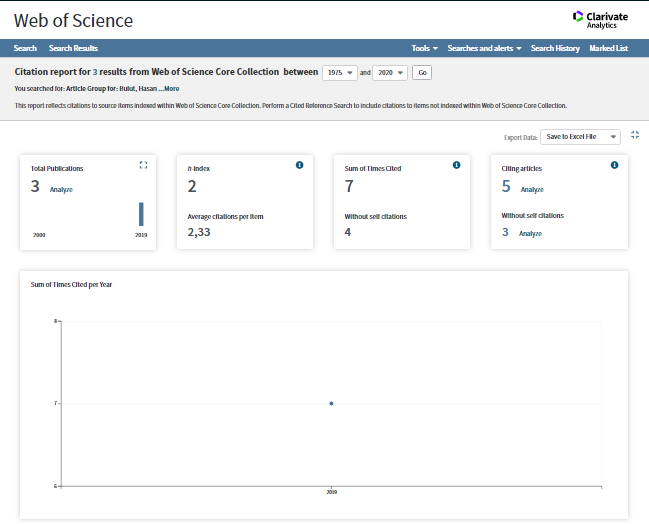 Web of Science
Clarivate
Analytics
Search Search Results Tools Searches and alerts Search History Marked List
Citation report for 3 results from Web of Science Core Collection between 1975 and 2020 Go
You searched for: Article Group for: Bulut, Hasan ...More
This report reflects citations to source items indexed within Web of Science Core Collection. Perform a Cited Reference Search to include citations to items not indexed within Web of Science Core Collection.
Export Data: Save to Excel File
Total Publications
3 Analyze
2000 2019
h-index
2
Average citations per item
2,33
Sum of Times Cited
7
Without self citations
4
Citing articles
5 Analyze
Without self citations
3 Analyze
Sum of Times Cited per Year
8
7
6
2019